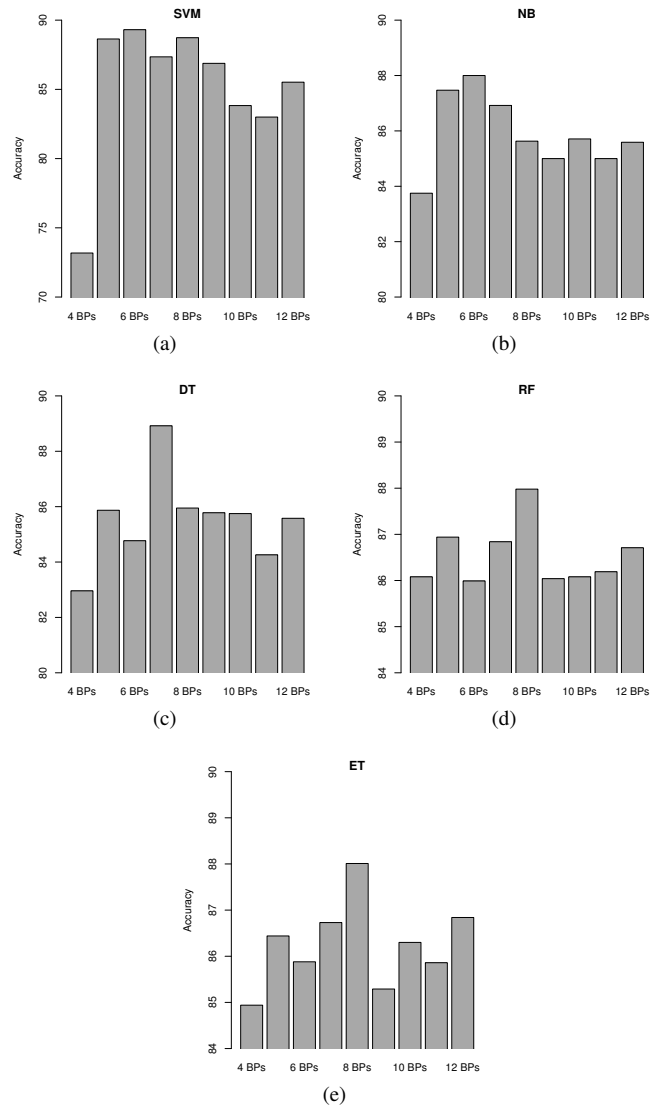 SVM
Accuracy
70 75 80 85 90
4 BPs 6 BPs 8 BPs 10 BPs 12 BPs
(a)
NB
Accuracy
80 82 84 86 88 90
4 BPs 6 BPs 8 BPs 10 BPs 12 BPs
(b)
DT
Accuracy
80 82 84 86 88 90
4 BPs 6 BPs 8 BPs 10 BPs 12 BPs
(c)
RF
Accuracy
84 85 86 87 88 89 90
4 BPs 6 BPs 8 BPs 10 BPs 12 BPs
(d)
ET
Accuracy
84 85 86 87 88 89 90
4 BPs 6 BPs 8 BPs 10 BPs 12 BPs
(e)